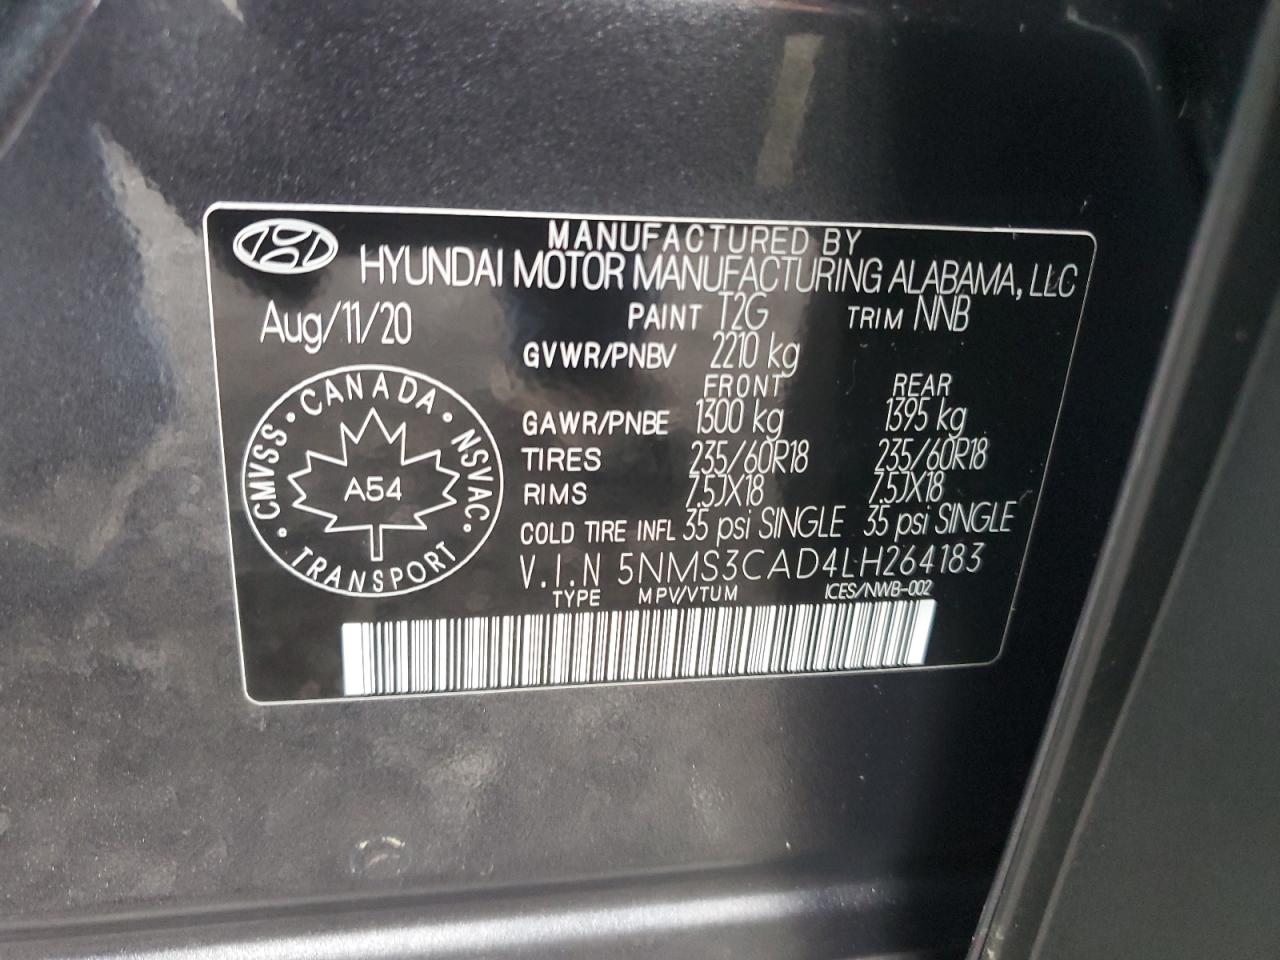 MANUFACTURED BY
HYUNDAI MOTOR MANUFACTURING ALABAMA, LLC
Aug/11/20 PAINT T2G TRIM NNB
GVWR/PNBV 2210 kg
FRONT REAR
GAWR/PNBE 1300 kg 1395 kg
TIRES 235/60R18 235/60R18
RIMS 7.5JX18 7.5JX18
COLD TIRE INFL 35 psi SINGLE 35 psi SINGLE
V.I.N 5NMS3CAD4LH264183
TYPE MPV/VTUM ICES/NWB-002
CMVSS · CANADA · NSVAC · TRANSPORT ·
A54